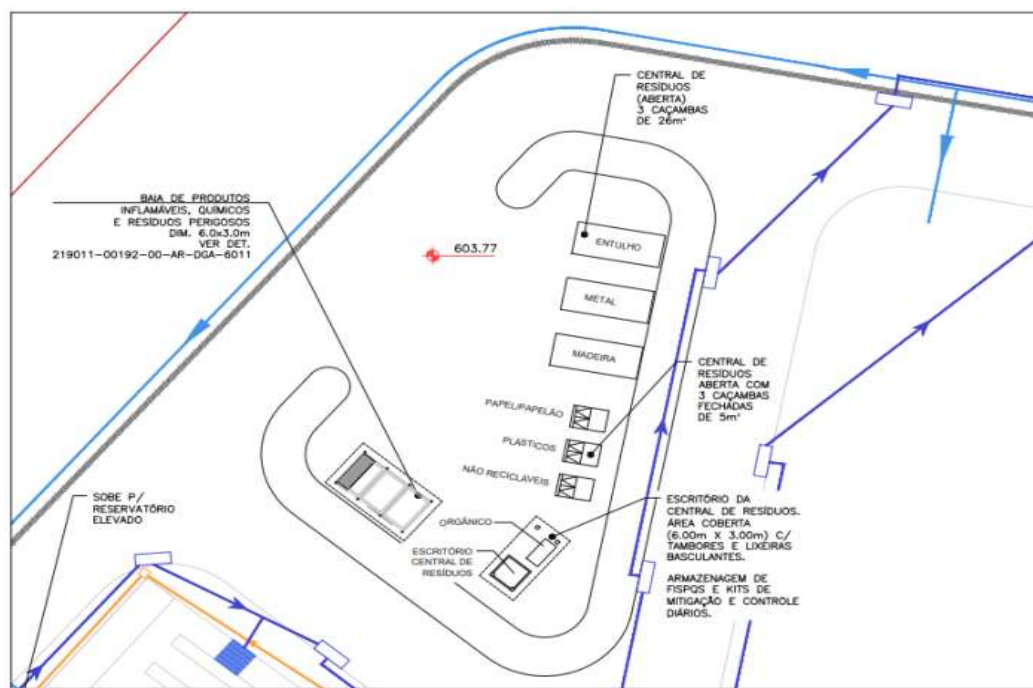 CENTRAL DE
RESÍDUOS
(ABERTA)
3 CAÇAMBAS
DE 26m³
BAIA DE PRODUTOS
INFLAMÁVEIS, QUÍMICOS
E RESÍDUOS PERIGOSOS
DIM. 6.0x3.0m
VER DET.
219011-00192-00-AR-DGA-6011
603.77
ENTULHO
METAL
MADEIRA
CENTRAL DE
RESÍDUOS
ABERTA COM
3 CAÇAMBAS
FECHADAS
DE 5m³
PAPEL/PAPELÃO
PLÁSTICOS
NÃO RECICLAVEIS
SOBE P/
RESERVATÓRIO
ELEVADO
ORGÂNICO
ESCRITÓRIO
CENTRAL DE
RESÍDUOS
ESCRITÓRIO DA
CENTRAL DE RESÍDUOS.
ÁREA COBERTA
(6.00m X 3.00m) C/
TAMBORES E LIXEIRAS
BASCULANTES.
ARMAZENAGEM DE
FISPQS E KITS DE
MITIGAÇÃO E CONTROLE
DIÁRIOS.